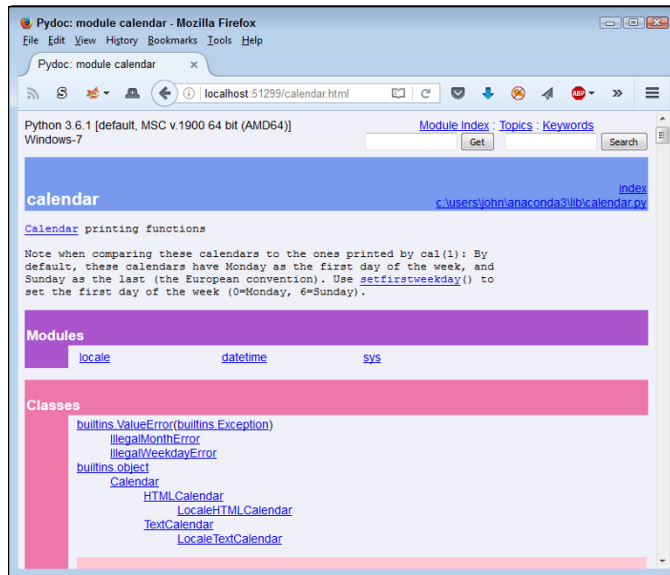 Pydoc: module calendar - Mozilla Firefox
File Edit View History Bookmarks Tools Help
Pydoc: module calendar ×
S i localhost:51299/calendar.html ABP »
Python 3.6.1 [default, MSC v.1900 64 bit (AMD64)]
Windows-7
Module Index : Topics : Keywords
Get Search
calendar
index
c:\users\john\anaconda3\lib\calendar.py
Calendar printing functions
Note when comparing these calendars to the ones printed by cal(1): By
default, these calendars have Monday as the first day of the week, and
Sunday as the last (the European convention). Use setfirstweekday() to
set the first day of the week (0=Monday, 6=Sunday).
Modules
locale datetime sys
Classes
builtins.ValueError(builtins.Exception)
IllegalMonthError
IllegalWeekdayError
builtins.object
Calendar
HTMLCalendar
LocaleHTMLCalendar
TextCalendar
LocaleTextCalendar